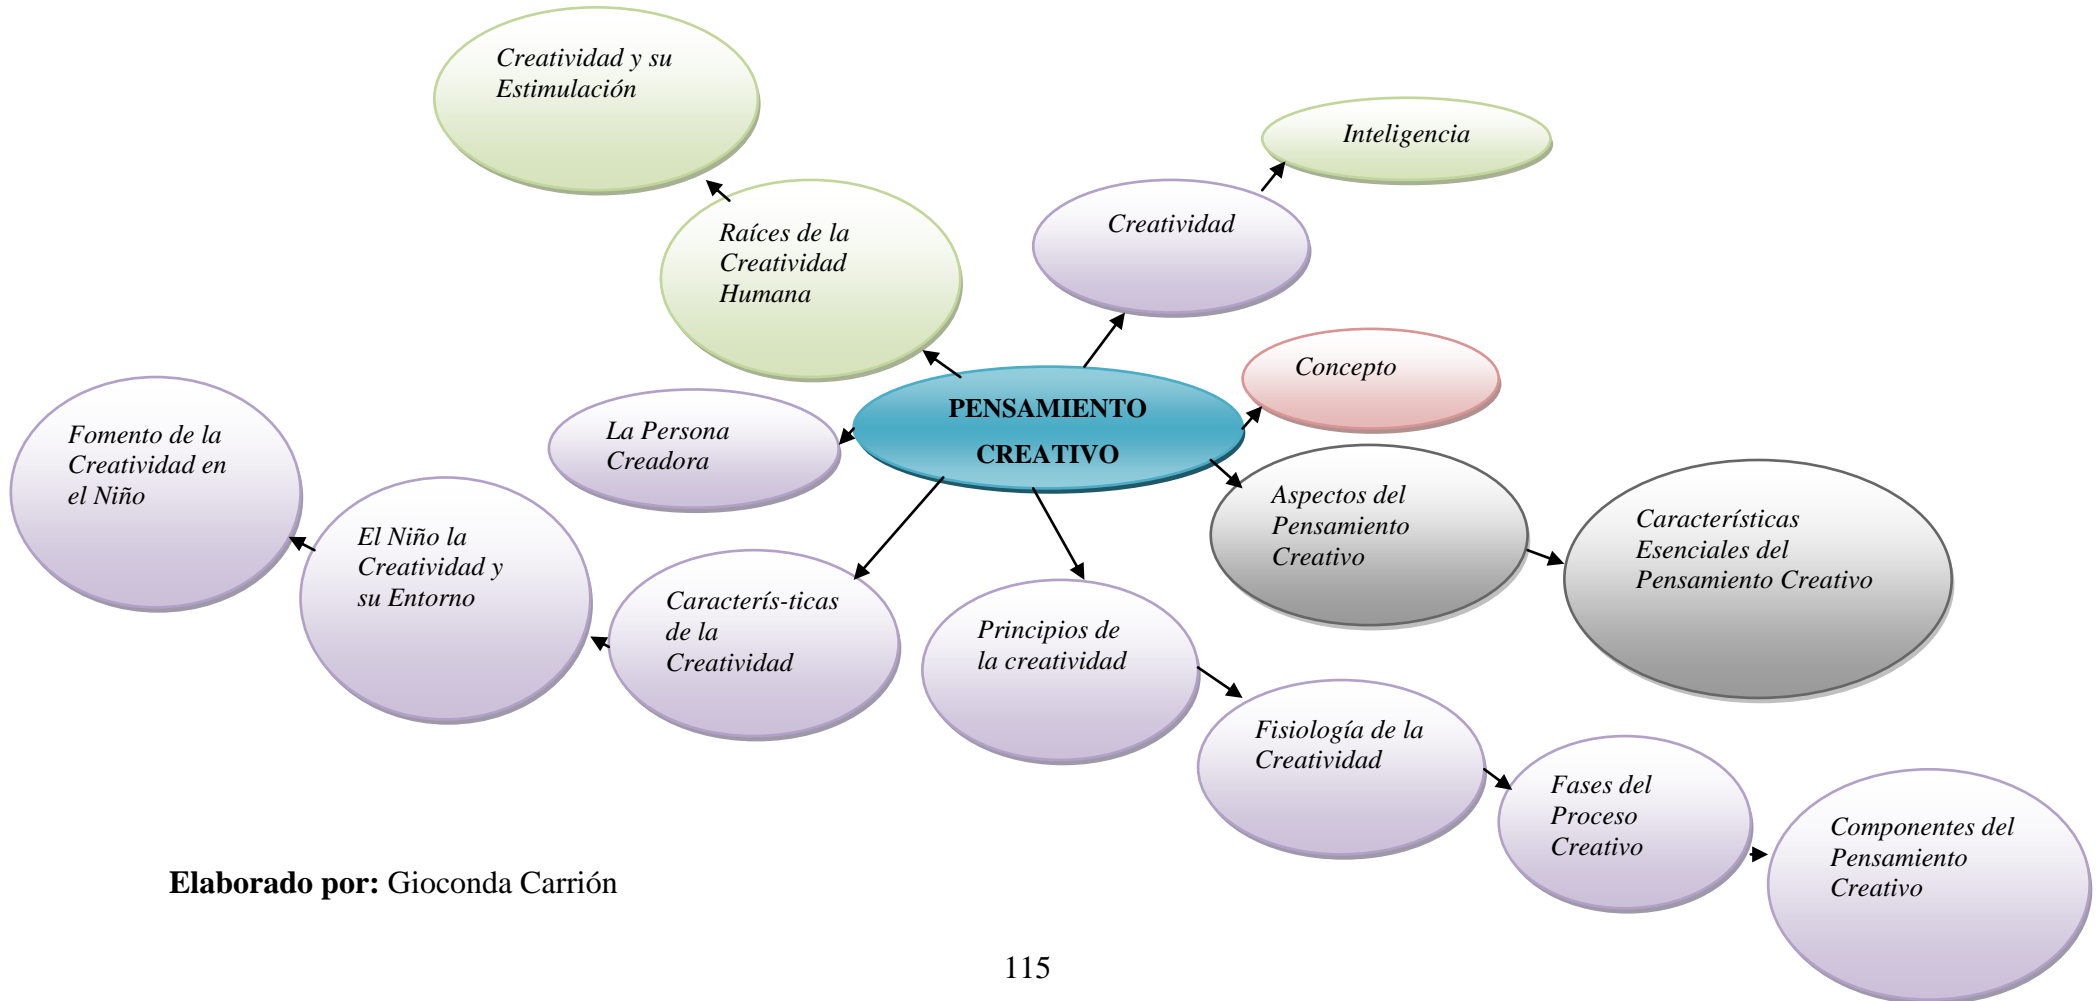 Creatividad y su
Estimulación
Inteligencia
Raíces de la
Creatividad
Humana
Creatividad
Concepto
PENSAMIENTO
CREATIVO
La Persona
Creadora
Fomento de la
Creatividad en
el Niño
El Niño la
Creatividad y
su Entorno
Caracterís-ticas
de la
Creatividad
Principios de
la creatividad
Aspectos del
Pensamiento
Creativo
Características
Esenciales del
Pensamiento Creativo
Fisiología de la
Creatividad
Fases del
Proceso
Creativo
Componentes del
Pensamiento
Creativo
Elaborado por: Gioconda Carrión
115